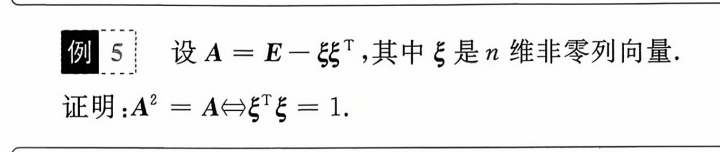 例 5 设 A = E − ξξᵀ,其中 ξ 是 n 维非零列向量.
证明:A² = A⇔ξᵀξ = 1.